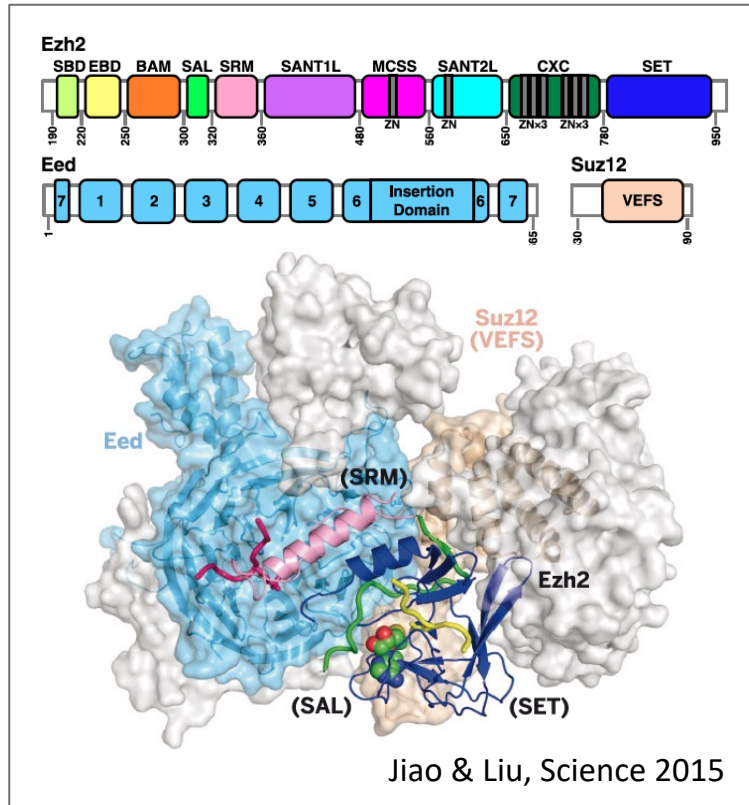 Ezh2
SBD EBD BAM SAL SRM SANT1L MCSS SANT2L CXC SET
ZN ZN ZN×3 ZN×3
190 220 250 300 320 360 480 560 650 780 950
Eed Suz12
7 1 2 3 4 5 6 Insertion Domain 6 7 VEFS
1 65 30 90
Suz12
(VEFS)
Eed
(SRM)
Ezh2
(SAL) (SET)
Jiao & Liu, Science 2015